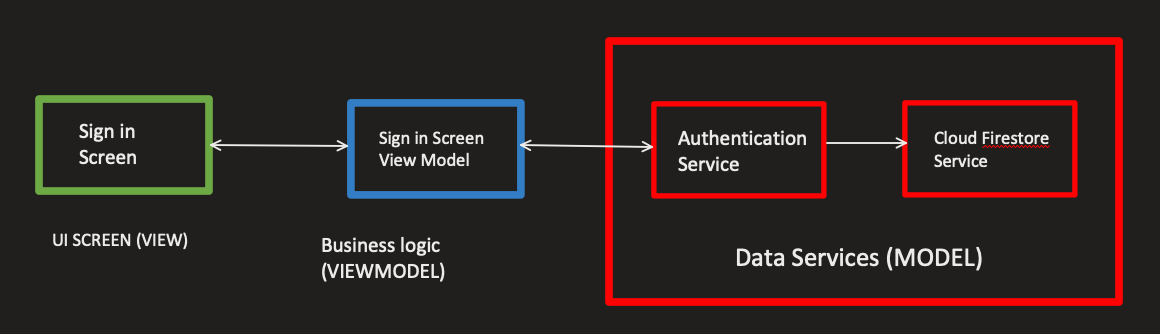 Sign in
Screen
Sign in Screen
View Model
Authentication
Service
Cloud Firestore
Service
UI SCREEN (VIEW)
Business logic
(VIEWMODEL)
Data Services (MODEL)